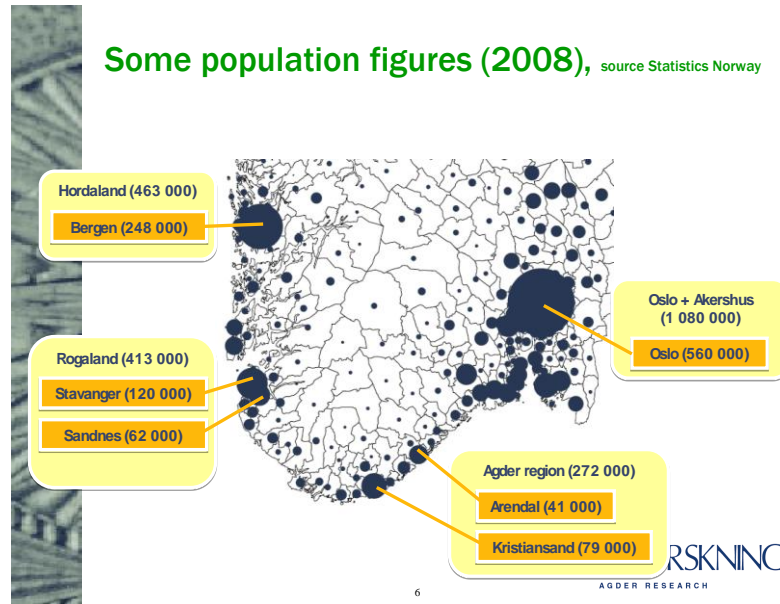 Some population figures (2008), source Statistics Norway
Hordaland (463 000)
Bergen (248 000)
Oslo + Akershus
(1 080 000)
Oslo (560 000)
Rogaland (413 000)
Stavanger (120 000)
Sandnes (62 000)
Agder region (272 000)
Arendal (41 000)
Kristiansand (79 000)
RSKNING
AGDER RESEARCH
6